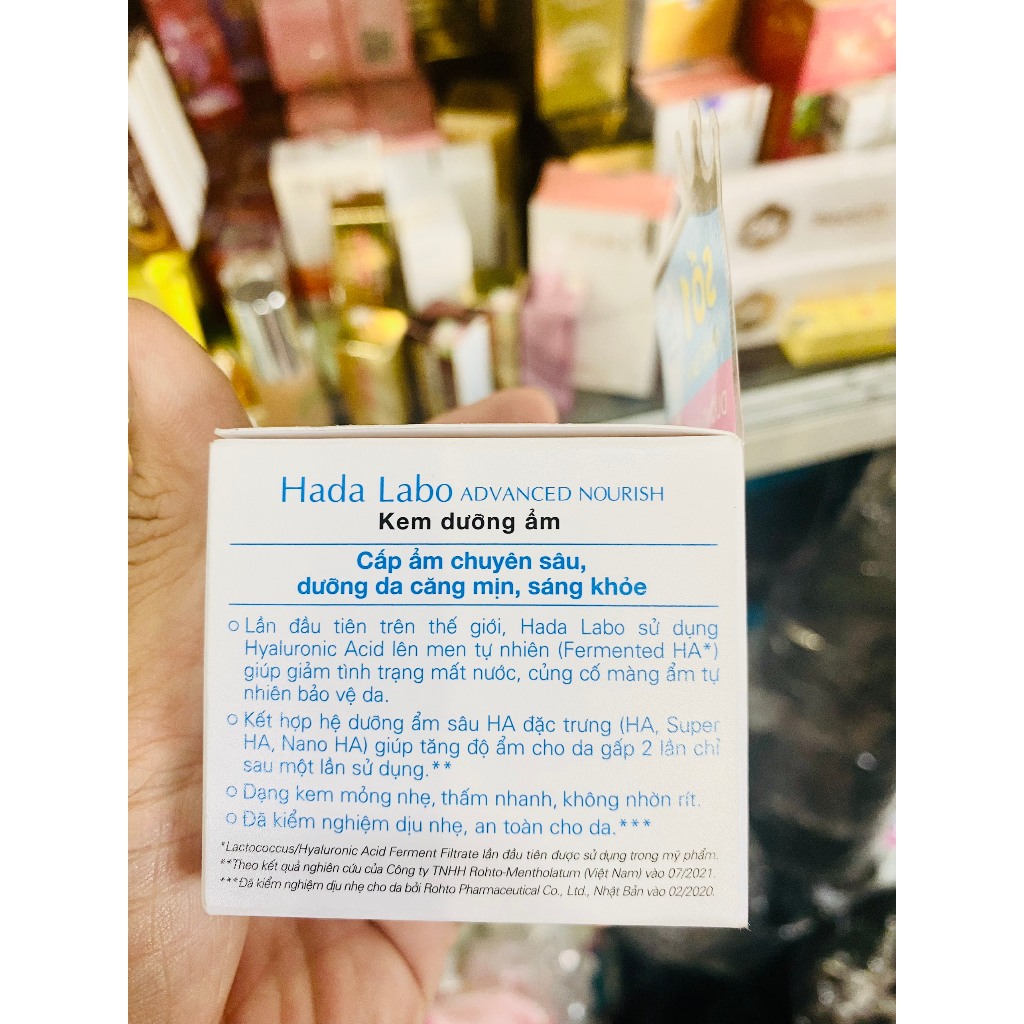 SỐ 1
Hada Labo ADVANCED NOURISH
Kem dưỡng ẩm
Cấp ẩm chuyên sâu,
dưỡng da căng mịn, sáng khỏe
Lần đầu tiên trên thế giới, Hada Labo sử dụng
Hyaluronic Acid lên men tự nhiên (Fermented HA*)
giúp giảm tình trạng mất nước, củng cố màng ẩm tự
nhiên bảo vệ da.
Kết hợp hệ dưỡng ẩm sâu HA đặc trưng (HA, Super
HA, Nano HA) giúp tăng độ ẩm cho da gấp 2 lần chỉ
sau một lần sử dụng.**
Dạng kem mỏng nhẹ, thấm nhanh, không nhờn rít.
Đã kiểm nghiệm dịu nhẹ, an toàn cho da.***
*Lactococcus/Hyaluronic Acid Ferment Filtrate lần đầu tiên được sử dụng trong mỹ phẩm.
**Theo kết quả nghiên cứu của Công ty TNHH Rohto-Mentholatum (Việt Nam) vào 07/2021.
***Đã kiểm nghiệm dịu nhẹ cho da bởi Rohto Pharmaceutical Co., Ltd., Nhật Bản vào 02/2020.